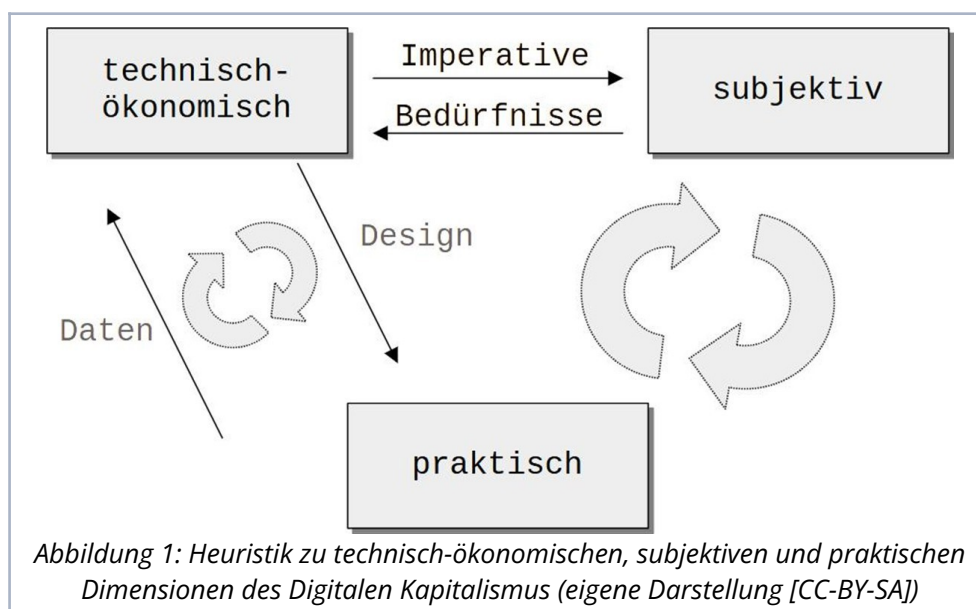 technisch-
ökonomisch
Imperative
Bedürfnisse
subjektiv
Design
Daten
praktisch
Abbildung 1: Heuristik zu technisch-ökonomischen, subjektiven und praktischen
Dimensionen des Digitalen Kapitalismus (eigene Darstellung [CC-BY-SA])